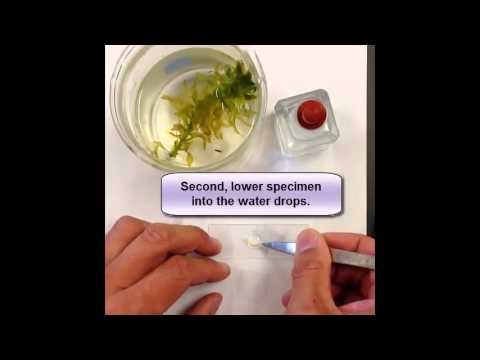 Second, lower specimen
into the water drops.